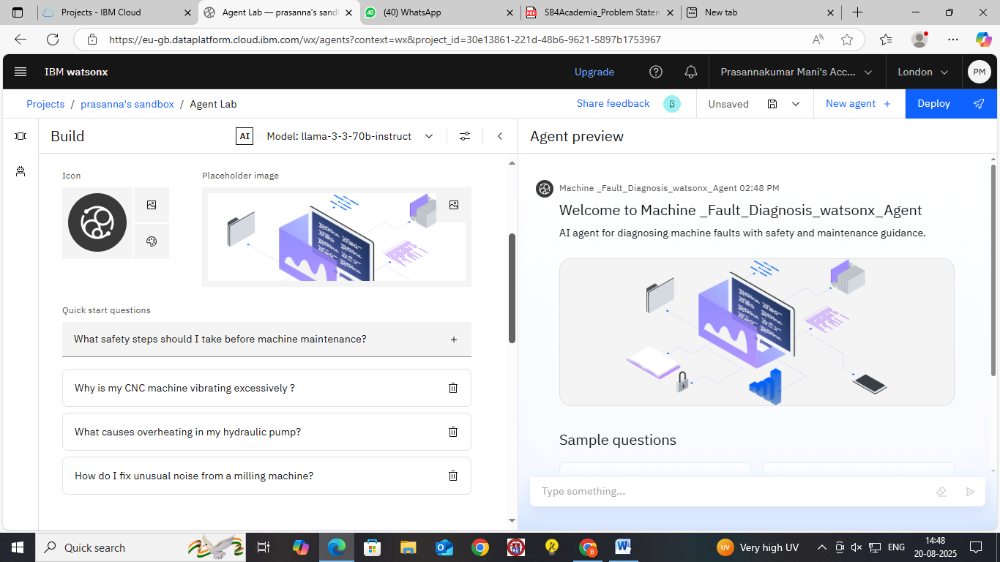 Projects - IBM Cloud
Agent Lab — prasanna's sandl
40 (40) WhatsApp
PDF SB4Academia_Problem Staten
New tab
https://eu-gb.dataplatform.cloud.ibm.com/wx/agents?context=wx&project_id=30e13861-221d-48b6-9621-5897b1753967
IBM watsonx
Upgrade
Prasannakumar Mani's Acc...
London
PM
Projects / prasanna's sandbox / Agent Lab
Share feedback
β
Unsaved
New agent +
Deploy
Build
AI
Model: llama-3-3-70b-instruct
Agent preview
Icon
Placeholder image
Machine _Fault_Diagnosis_watsonx_Agent 02:48 PM
Welcome to Machine _Fault_Diagnosis_watsonx_Agent
AI agent for diagnosing machine faults with safety and maintenance guidance.
Quick start questions
What safety steps should I take before machine maintenance?
Why is my CNC machine vibrating excessively ?
What causes overheating in my hydraulic pump?
How do I fix unusual noise from a milling machine?
Sample questions
Type something...
Quick search
UV Very high UV
ENG
14:48
20-08-2025